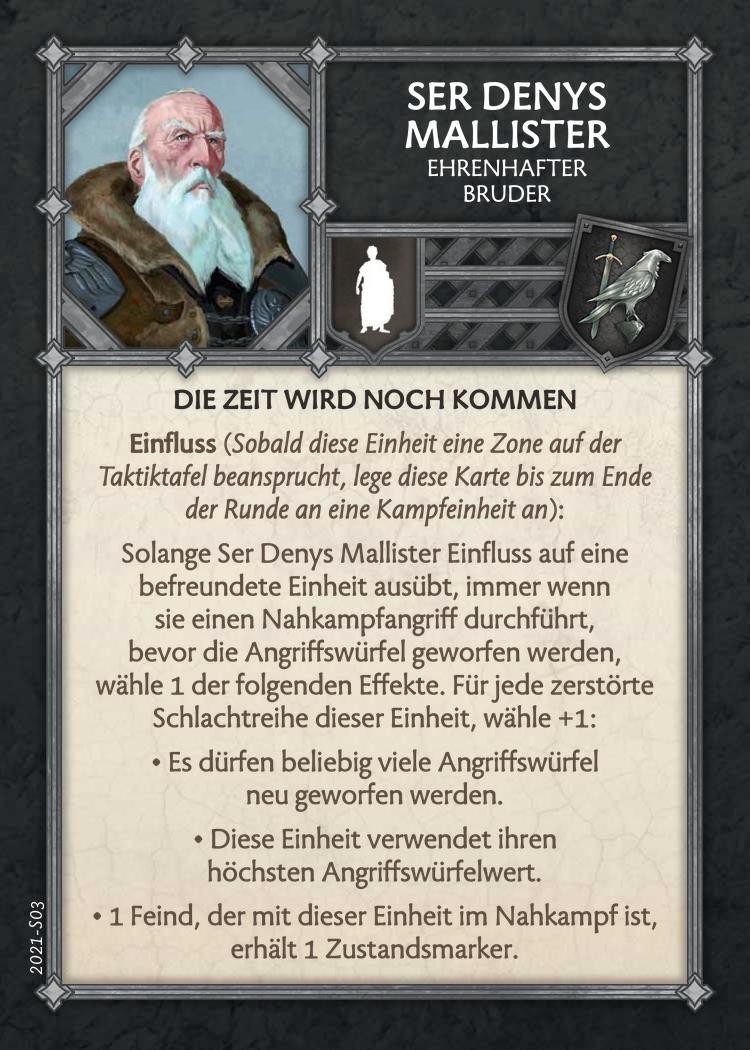 SER DENYS
MALLISTER
EHRENHAFTER
BRUDER
DIE ZEIT WIRD NOCH KOMMEN
Einfluss (Sobald diese Einheit eine Zone auf der
Taktiktafel beansprucht, lege diese Karte bis zum Ende
der Runde an eine Kampfeinheit an):
Solange Ser Denys Mallister Einfluss auf eine
befreundete Einheit ausübt, immer wenn
sie einen Nahkampfangriff durchführt,
bevor die Angriffswürfel geworfen werden,
wähle 1 der folgenden Effekte. Für jede zerstörte
Schlachtreihe dieser Einheit, wähle +1:
• Es dürfen beliebig viele Angriffswürfel
neu geworfen werden.
• Diese Einheit verwendet ihren
höchsten Angriffswürfelwert.
• 1 Feind, der mit dieser Einheit im Nahkampf ist,
erhält 1 Zustandsmarker.
2021-S03